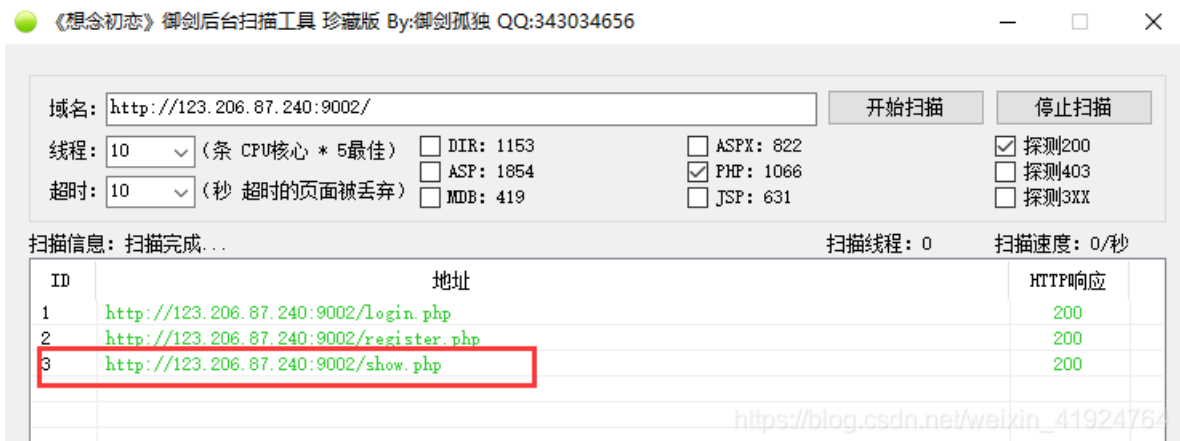 《想念初恋》御剑后台扫描工具 珍藏版 By:御剑孤独 QQ:343034656
域名: http://123.206.87.240:9002/ 开始扫描 停止扫描
线程: 10 (条 CPU核心 * 5最佳) DIR: 1153 ASPX: 822 探测200
ASP: 1854 PHP: 1066 探测403
超时: 10 (秒 超时的页面被丢弃) MDB: 419 JSP: 631 探测3XX
扫描信息: 扫描完成... 扫描线程: 0 扫描速度: 0/秒
ID 地址 HTTP响应
1 http://123.206.87.240:9002/login.php 200
2 http://123.206.87.240:9002/register.php 200
3 http://123.206.87.240:9002/show.php 200
https://blog.csdn.net/weixin_41924764